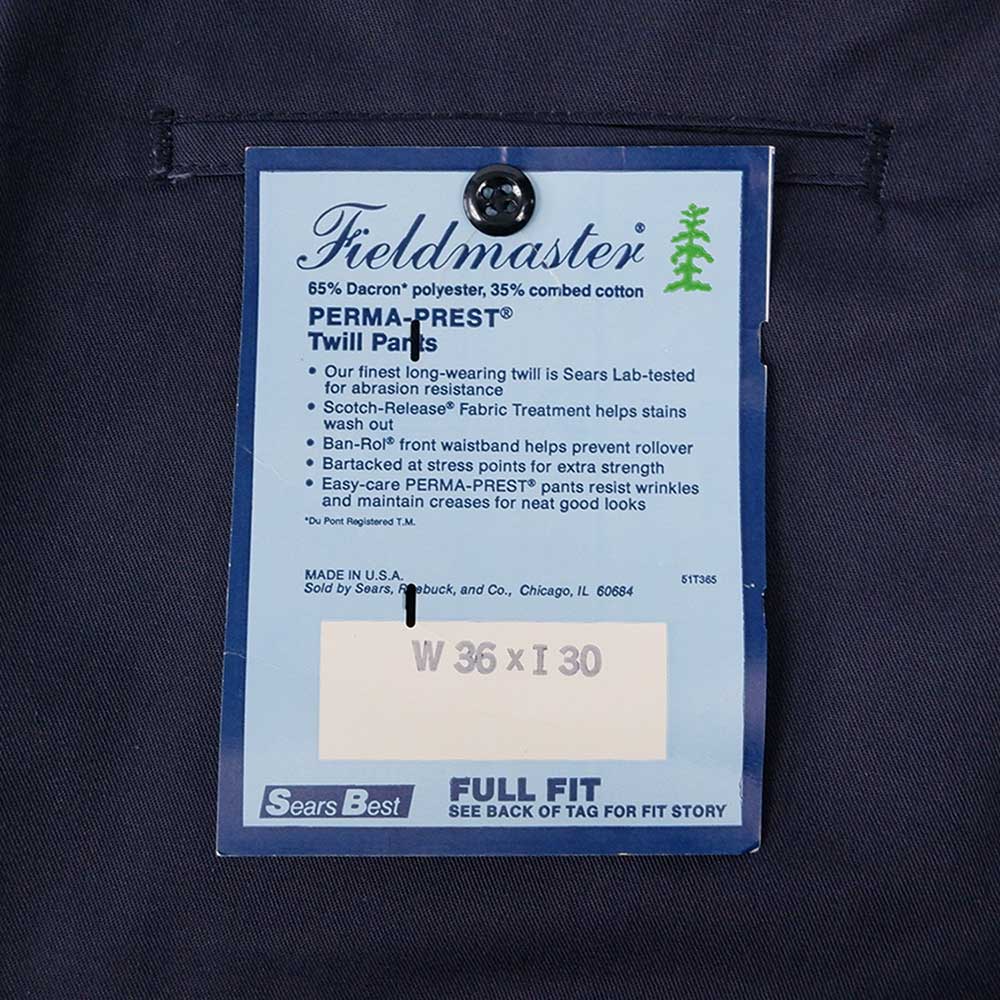 Fieldmaster®
65% Dacron* polyester, 35% combed cotton
PERMA-PREST®
Twill Pants
• Our finest long-wearing twill is Sears Lab-tested
for abrasion resistance
• Scotch-Release® Fabric Treatment helps stains
wash out
• Ban-Rol® front waistband helps prevent rollover
• Bartacked at stress points for extra strength
• Easy-care PERMA-PREST® pants resist wrinkles
and maintain creases for neat good looks
*Du Pont Registered T.M.
MADE IN U.S.A. 51T365
Sold by Sears, Roebuck, and Co., Chicago, IL 60684
W 36 x I 30
Sears Best FULL FIT
SEE BACK OF TAG FOR FIT STORY